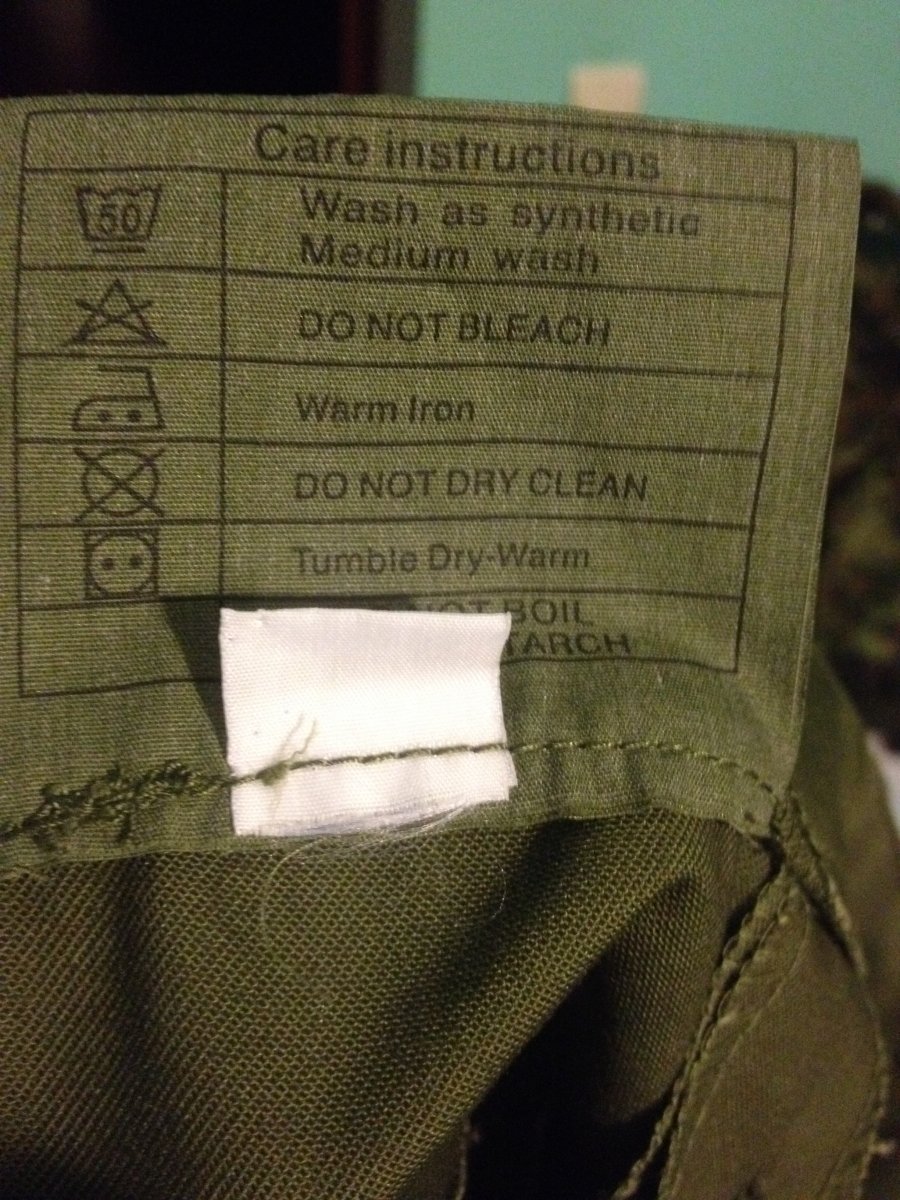 Care instructions
50
Wash as synthetic
Medium wash
DO NOT BLEACH
Warm Iron
DO NOT DRY CLEAN
Tumble Dry-Warm
NOT BOIL